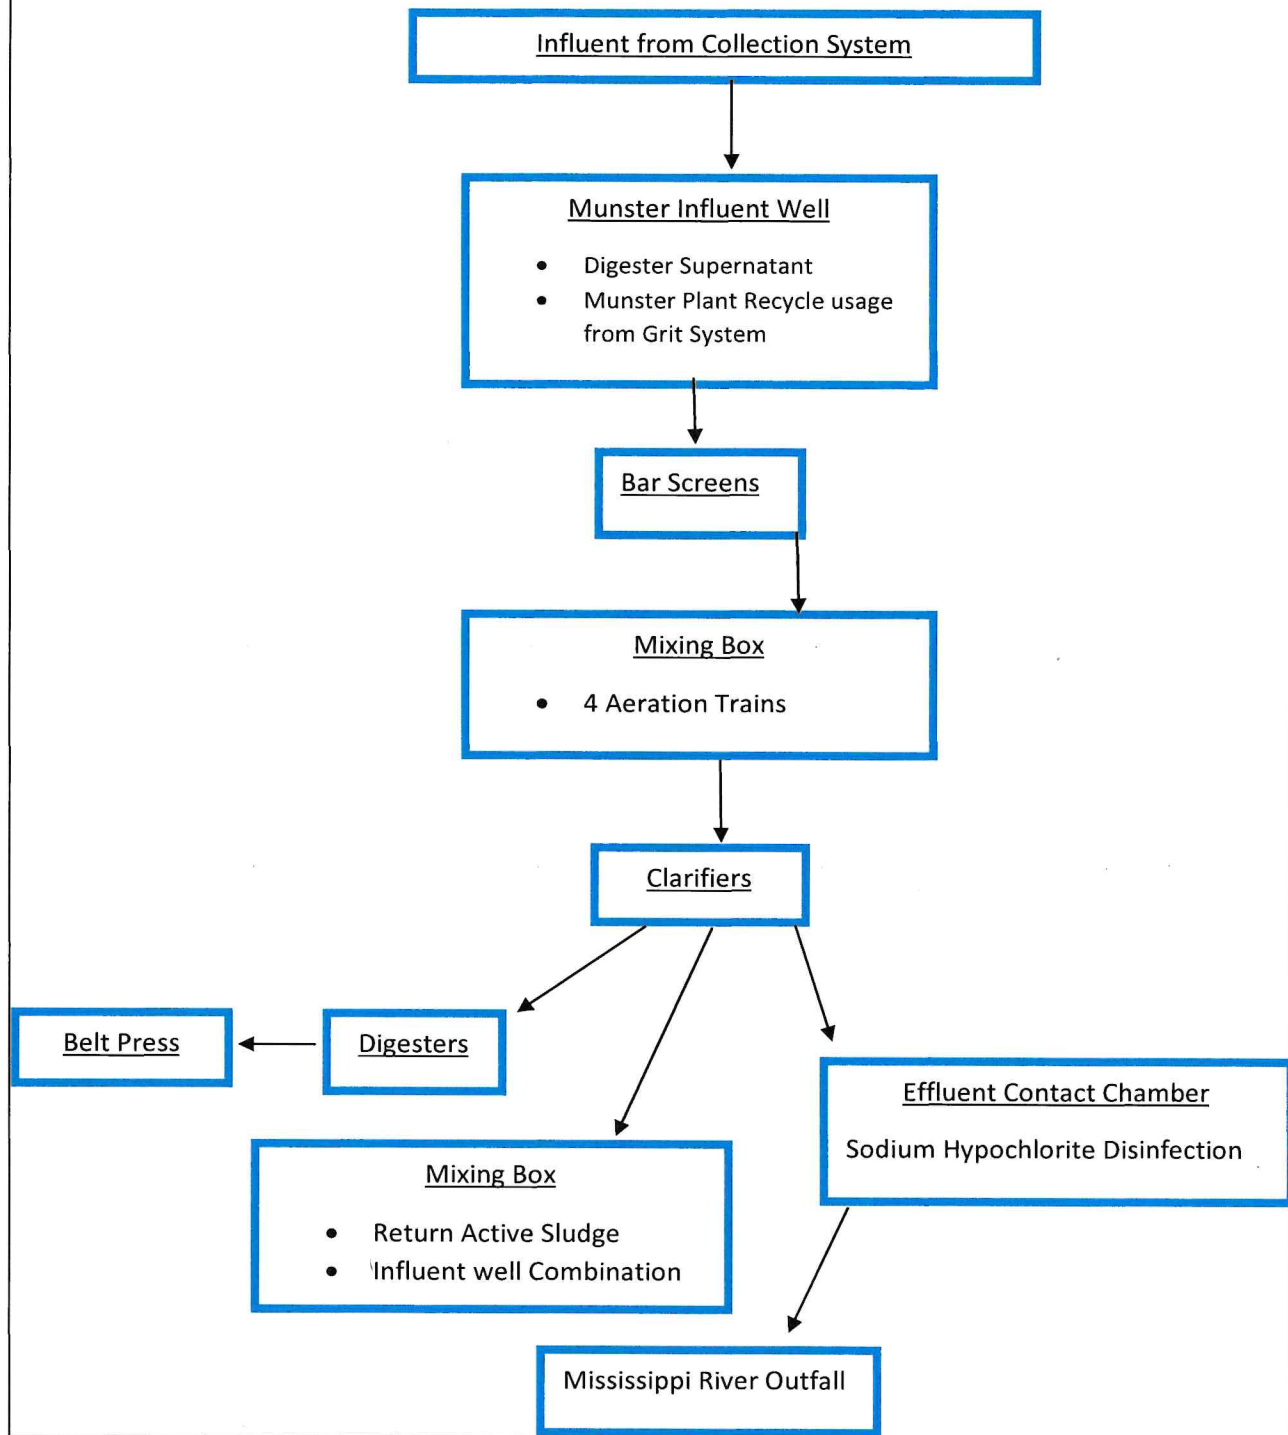 Influent from Collection System
Munster Influent Well
• Digester Supernatant
• Munster Plant Recycle usage
from Grit System
Bar Screens
Mixing Box
• 4 Aeration Trains
Clarifiers
Belt Press
Digesters
Effluent Contact Chamber
Sodium Hypochlorite Disinfection
Mixing Box
• Return Active Sludge
• Influent well Combination
Mississippi River Outfall